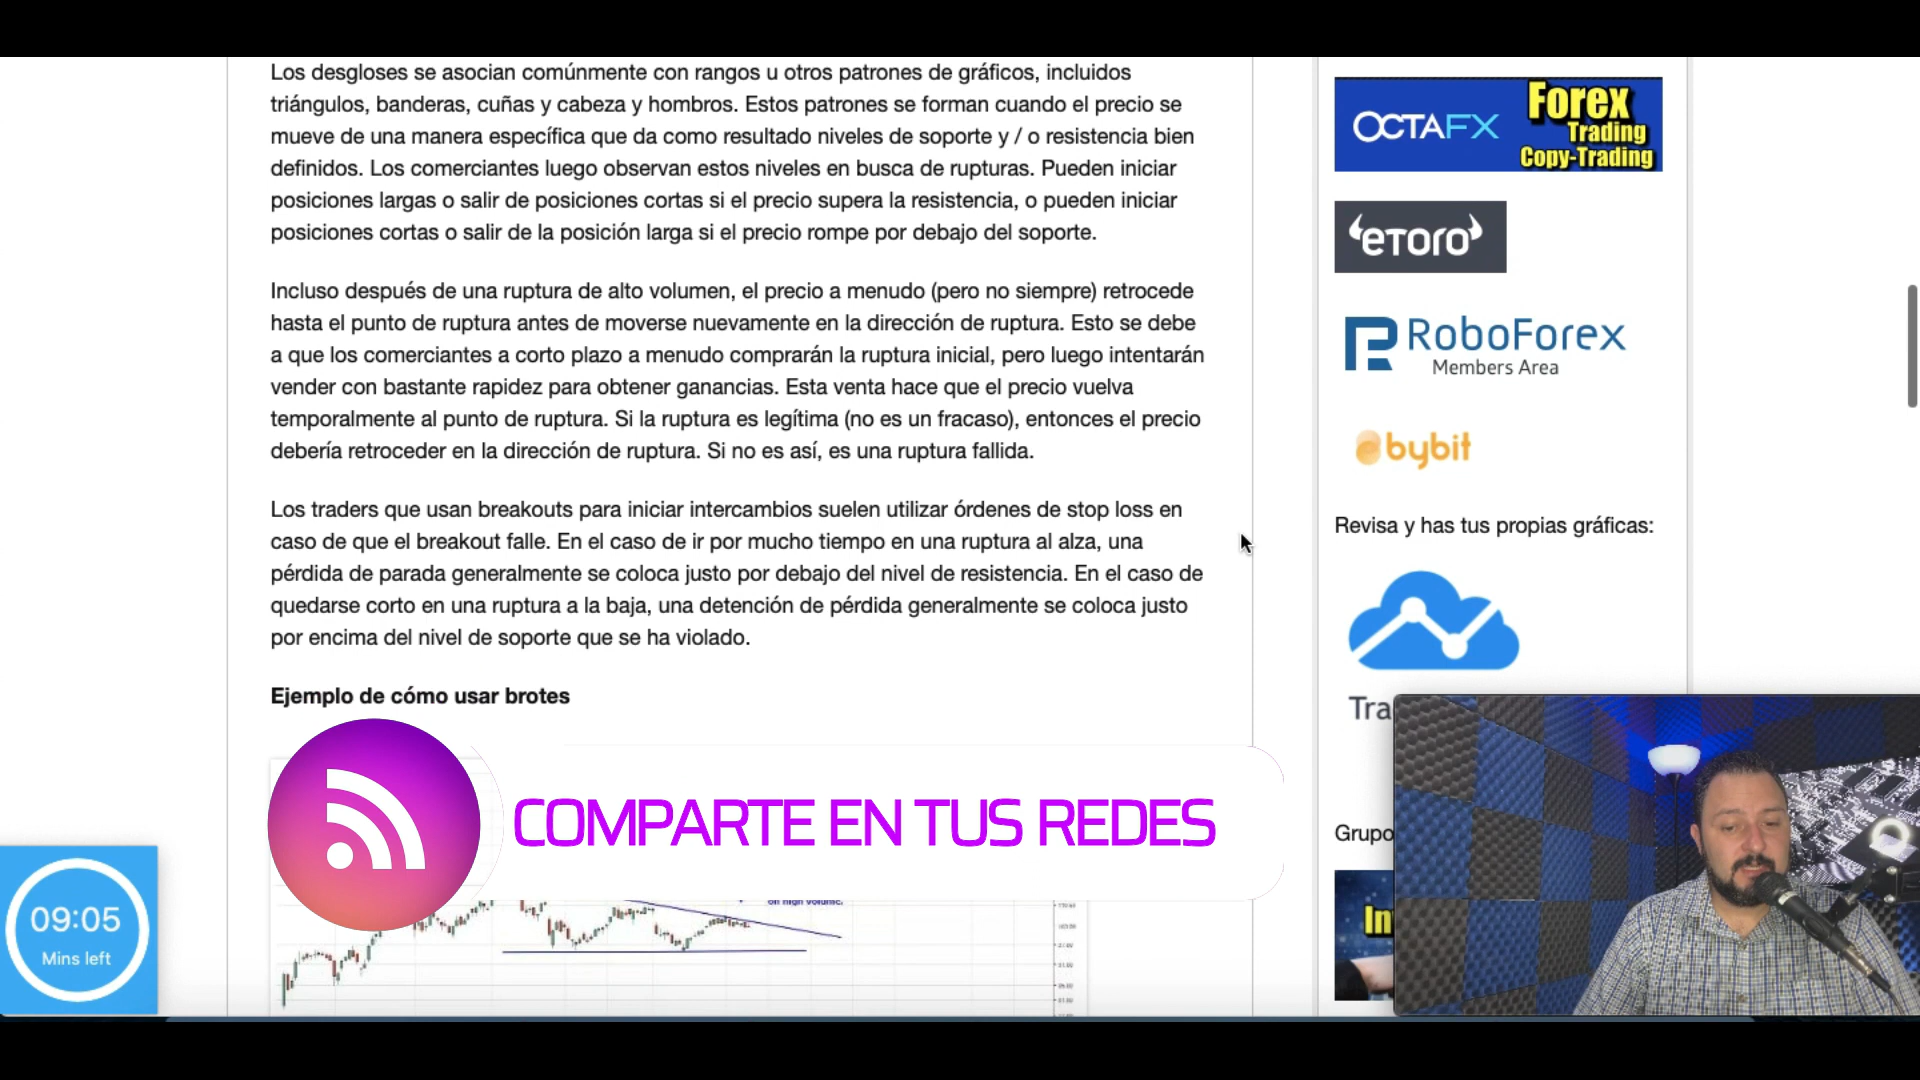 Los desgloses se asocian comúnmente con rangos u otros patrones de gráficos, incluidos
triángulos, banderas, cuñas y cabeza y hombros. Estos patrones se forman cuando el precio se
mueve de una manera específica que da como resultado niveles de soporte y / o resistencia bien
definidos. Los comerciantes luego observan estos niveles en busca de rupturas. Pueden iniciar
posiciones largas o salir de posiciones cortas si el precio supera la resistencia, o pueden iniciar
posiciones cortas o salir de la posición larga si el precio rompe por debajo del soporte.
Incluso después de una ruptura de alto volumen, el precio a menudo (pero no siempre) retrocede
hasta el punto de ruptura antes de moverse nuevamente en la dirección de ruptura. Esto se debe
a que los comerciantes a corto plazo a menudo comprarán la ruptura inicial, pero luego intentarán
vender con bastante rapidez para obtener ganancias. Esta venta hace que el precio vuelva
temporalmente al punto de ruptura. Si la ruptura es legítima (no es un fracaso), entonces el precio
debería retroceder en la dirección de ruptura. Si no es así, es una ruptura fallida.
Los traders que usan breakouts para iniciar intercambios suelen utilizar órdenes de stop loss en
caso de que el breakout falle. En el caso de ir por mucho tiempo en una ruptura al alza, una
pérdida de parada generalmente se coloca justo por debajo del nivel de resistencia. En el caso de
quedarse corto en una ruptura a la baja, una detención de pérdida generalmente se coloca justo
por encima del nivel de soporte que se ha violado.
Ejemplo de cómo usar brotes
COMPARTE EN TUS REDES
on high volume.
09:05
Mins left
OCTAFX
Forex
Trading
Copy-Trading
eTORO
RoboForex
Members Area
bybit
Revisa y has tus propias gráficas:
Tra
Grupo
In